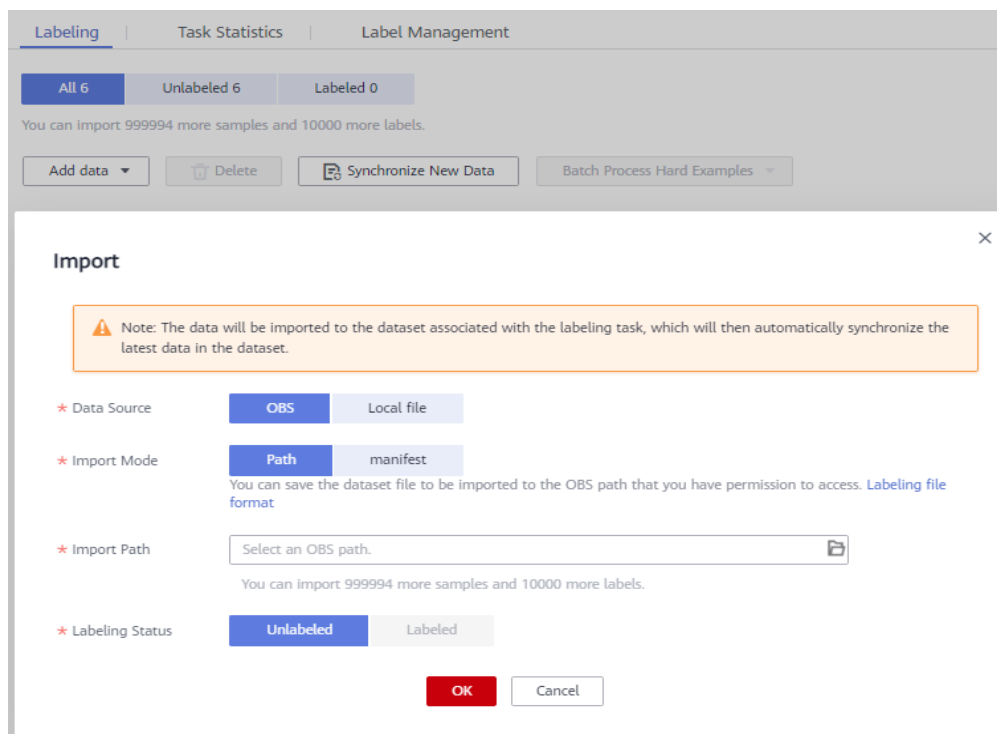 Labeling | Task Statistics | Label Management
All 6 Unlabeled 6 Labeled 0
You can import 999994 more samples and 10000 more labels.
Add data Delete Synchronize New Data Batch Process Hard Examples
Import
Note: The data will be imported to the dataset associated with the labeling task, which will then automatically synchronize the
latest data in the dataset.
* Data Source OBS Local file
* Import Mode Path manifest
You can save the dataset file to be imported to the OBS path that you have permission to access. Labeling file
format
* Import Path Select an OBS path.
You can import 999994 more samples and 10000 more labels.
* Labeling Status Unlabeled Labeled
OK Cancel